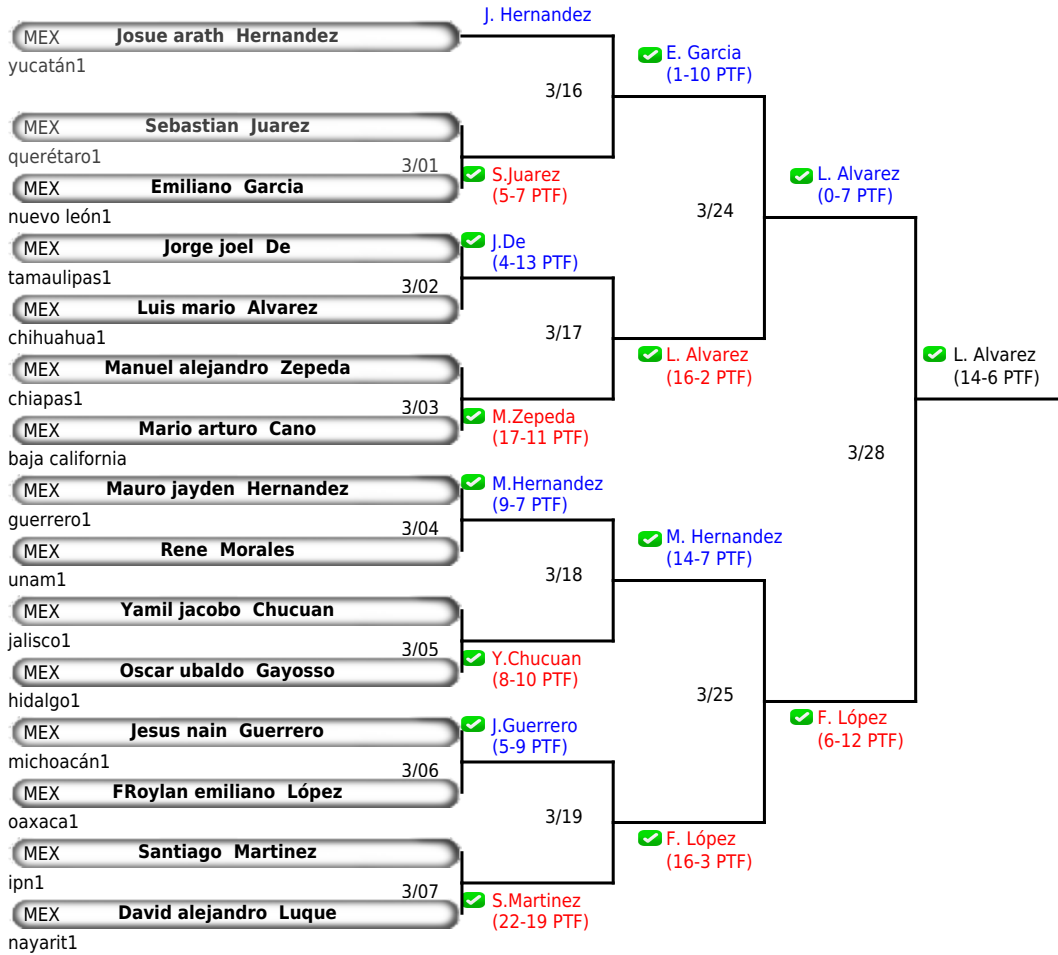 J. Hernandez
MEX Josue arath Hernandez
yucatán1
E. Garcia
(1-10 PTF)
3/16
MEX Sebastian Juarez
querétaro1
3/01
S.Juarez
(5-7 PTF)
MEX Emiliano Garcia
nuevo león1
L. Alvarez
(0-7 PTF)
3/24
MEX Jorge joel De
tamaulipas1
J.De
(4-13 PTF)
3/02
MEX Luis mario Alvarez
chihuahua1
3/17
L. Alvarez
(16-2 PTF)
L. Alvarez
(14-6 PTF)
MEX Manuel alejandro Zepeda
chiapas1
3/03
M.Zepeda
(17-11 PTF)
MEX Mario arturo Cano
baja california
3/28
MEX Mauro jayden Hernandez
guerrero1
M.Hernandez
(9-7 PTF)
3/04
M. Hernandez
(14-7 PTF)
MEX Rene Morales
unam1
3/18
MEX Yamil jacobo Chucuan
jalisco1
3/05
Y.Chucuan
(8-10 PTF)
MEX Oscar ubaldo Gayosso
hidalgo1
3/25
F. López
(6-12 PTF)
MEX Jesus nain Guerrero
michoacán1
J.Guerrero
(5-9 PTF)
3/06
MEX FRoylan emiliano López
oaxaca1
3/19
F. López
(16-3 PTF)
MEX Santiago Martinez
ipn1
3/07
S.Martinez
(22-19 PTF)
MEX David alejandro Luque
nayarit1